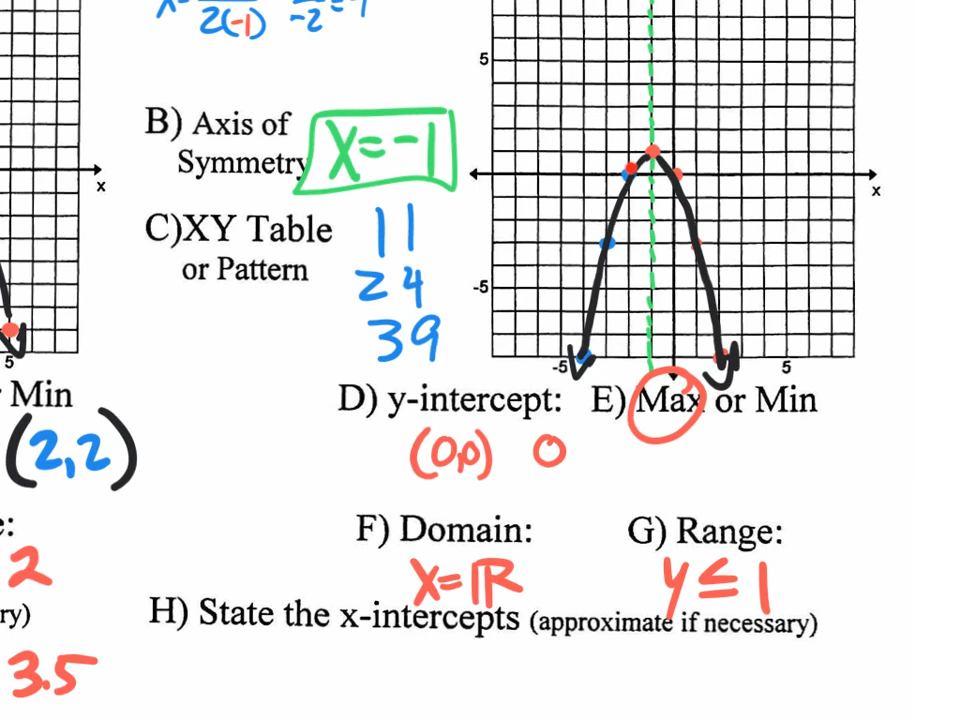 2(-1) -2
5
B) Axis of
Symmetry X=-1
x
x
C)XY Table 1 1
or Pattern 2 4
3 9
-5
5
-5
5
Min
D) y-intercept: E) Max or Min
(2,2)
(0,0) 0
e:
F) Domain: G) Range:
2
x=ℝ y≤1
H) State the x-intercepts (approximate if necessary)
ry)
3.5